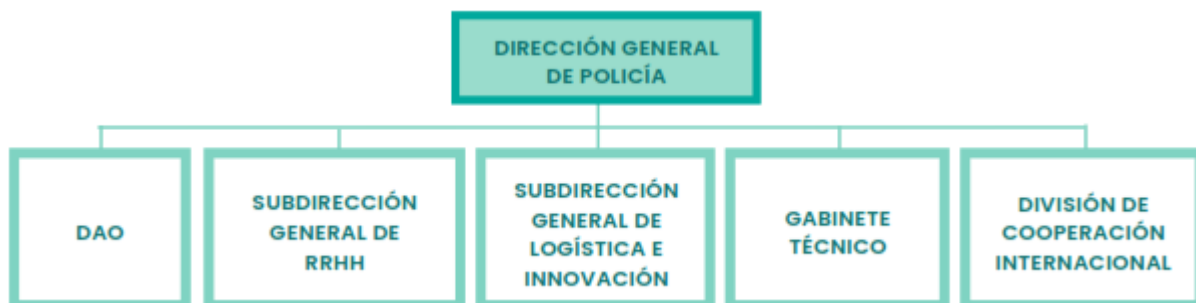 DIRECCIÓN GENERAL
DE POLICÍA
DAO
SUBDIRECCIÓN
GENERAL DE
RRHH
SUBDIRECCIÓN
GENERAL DE
LOGÍSTICA E
INNOVACIÓN
GABINETE
TÉCNICO
DIVISIÓN DE
COOPERACIÓN
INTERNACIONAL